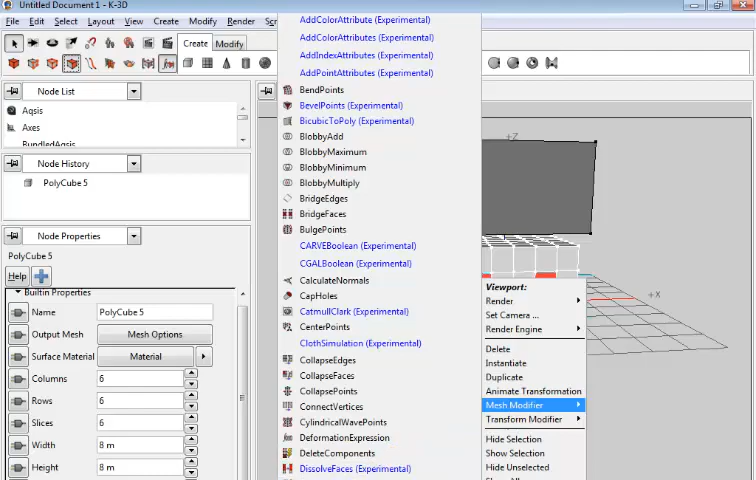 Untitled Document 1 - K-3D
File Edit Select Layout View Create Modify Render Scr
Create Modify
Node List
Aqsis
Axes
BundledAqsis
Node History
PolyCube 5
Node Properties
PolyCube 5
Help
Builtin Properties
Name PolyCube 5
Output Mesh Mesh Options
Surface Material Material
Columns 6
Rows 6
Slices 6
Width 8 m
Height 8 m
AddColorAttribute (Experimental)
AddColorAttributes (Experimental)
AddIndexAttributes (Experimental)
AddPointAttributes (Experimental)
BendPoints
BevelPoints (Experimental)
BicubicToPoly (Experimental)
BlobbyAdd
BlobbyMaximum
BlobbyMinimum
BlobbyMultiply
BridgeEdges
BridgeFaces
BulgePoints
CARVEBoolean (Experimental)
CGALBoolean (Experimental)
CalculateNormals
CapHoles
CatmullClark (Experimental)
CenterPoints
ClothSimulation (Experimental)
CollapseEdges
CollapseFaces
CollapsePoints
ConnectVertices
CylindricalWavePoints
DeformationExpression
DeleteComponents
DissolveFaces (Experimental)
+Z
+X
Viewport:
Render
Set Camera ...
Render Engine
Delete
Instantiate
Duplicate
Animate Transformation
Mesh Modifier
Transform Modifier
Hide Selection
Show Selection
Hide Unselected